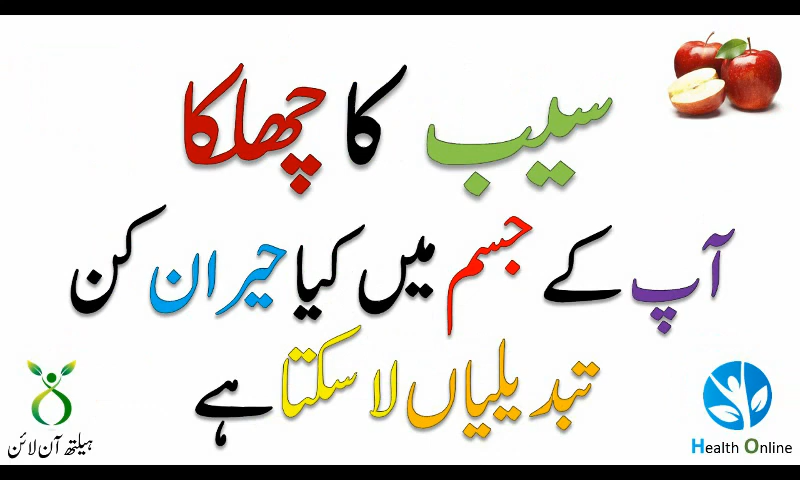 سیب کا چھلکا
آپ کے جسم میں کیا حیران کن
تبدیلیاں لا سکتا ہے
ہیلتھ آن لائن
Health Online